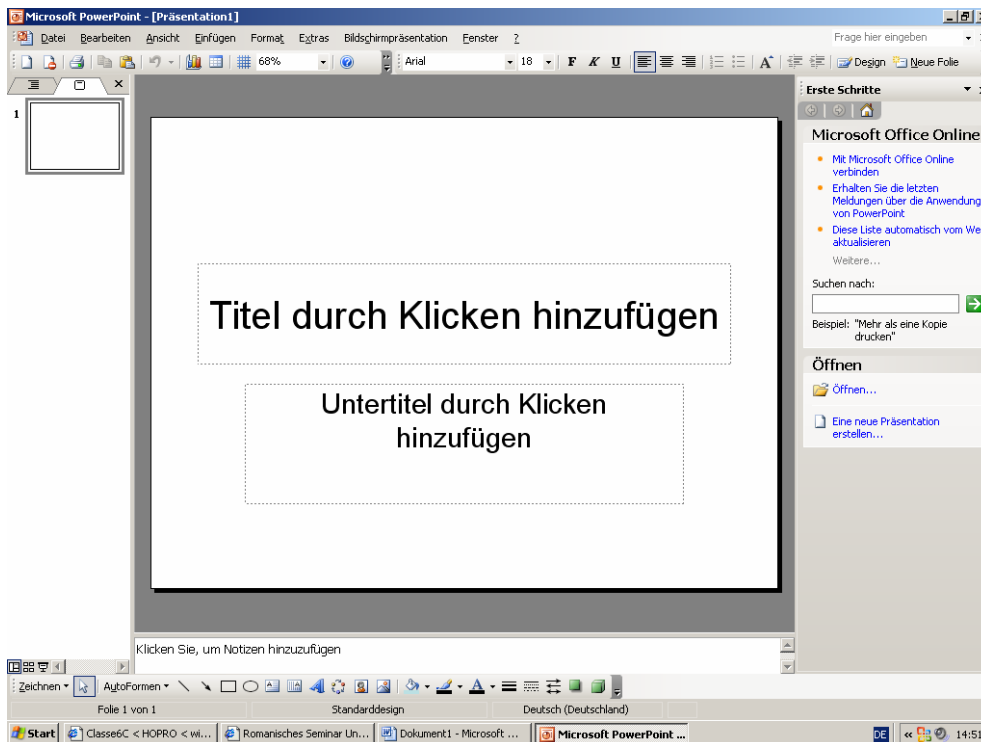 Microsoft PowerPoint - [Präsentation1]
Datei Bearbeiten Ansicht Einfügen Format Extras Bildschirmpräsentation Fenster ? Frage hier eingeben
68% Arial 18 F K U Design Neue Folie
Erste Schritte
1
Microsoft Office Online
Mit Microsoft Office Online
verbinden
Erhalten Sie die letzten
Meldungen über die Anwendung
von PowerPoint
Diese Liste automatisch vom We
aktualisieren
Weitere...
Suchen nach:
Beispiel: "Mehr als eine Kopie
drucken"
Öffnen
Öffnen...
Eine neue Präsentation
erstellen...
Titel durch Klicken hinzufügen
Untertitel durch Klicken
hinzufügen
Klicken Sie, um Notizen hinzuzufügen
Zeichnen AutoFormen
Folie 1 von 1 Standarddesign Deutsch (Deutschland)
Start Classe6C < HOPRO < wi... Romanisches Seminar Un... Dokument1 - Microsoft ... Microsoft PowerPoint ... DE 14:51